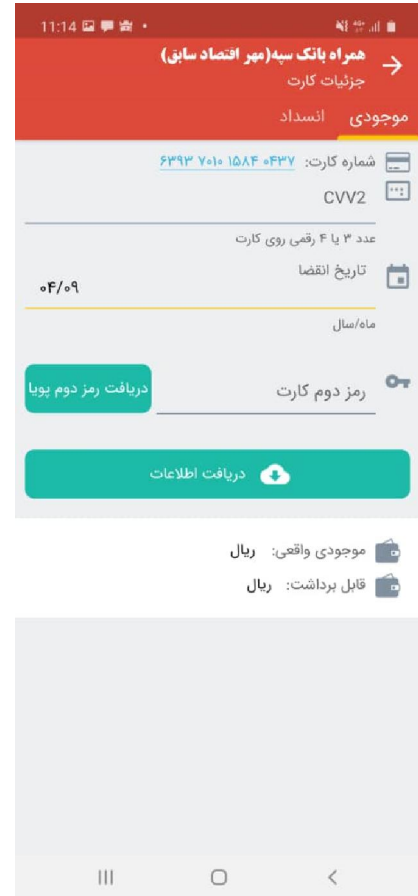 11:14
همراه بانک سپه(مهر اقتصاد سابق)
جزئیات کارت
موجودی انسداد
شماره کارت: ۶۳۹۳ ۷۰۱۰ ۱۵۸۴ ۰۴۳۷
CVV2
عدد ۳ یا ۴ رقمی روی کارت
تاریخ انقضا
۰۴/۰۹
ماه/سال
رمز دوم کارت
دریافت رمز دوم پویا
دریافت اطلاعات
موجودی واقعی: ریال
قابل برداشت: ریال